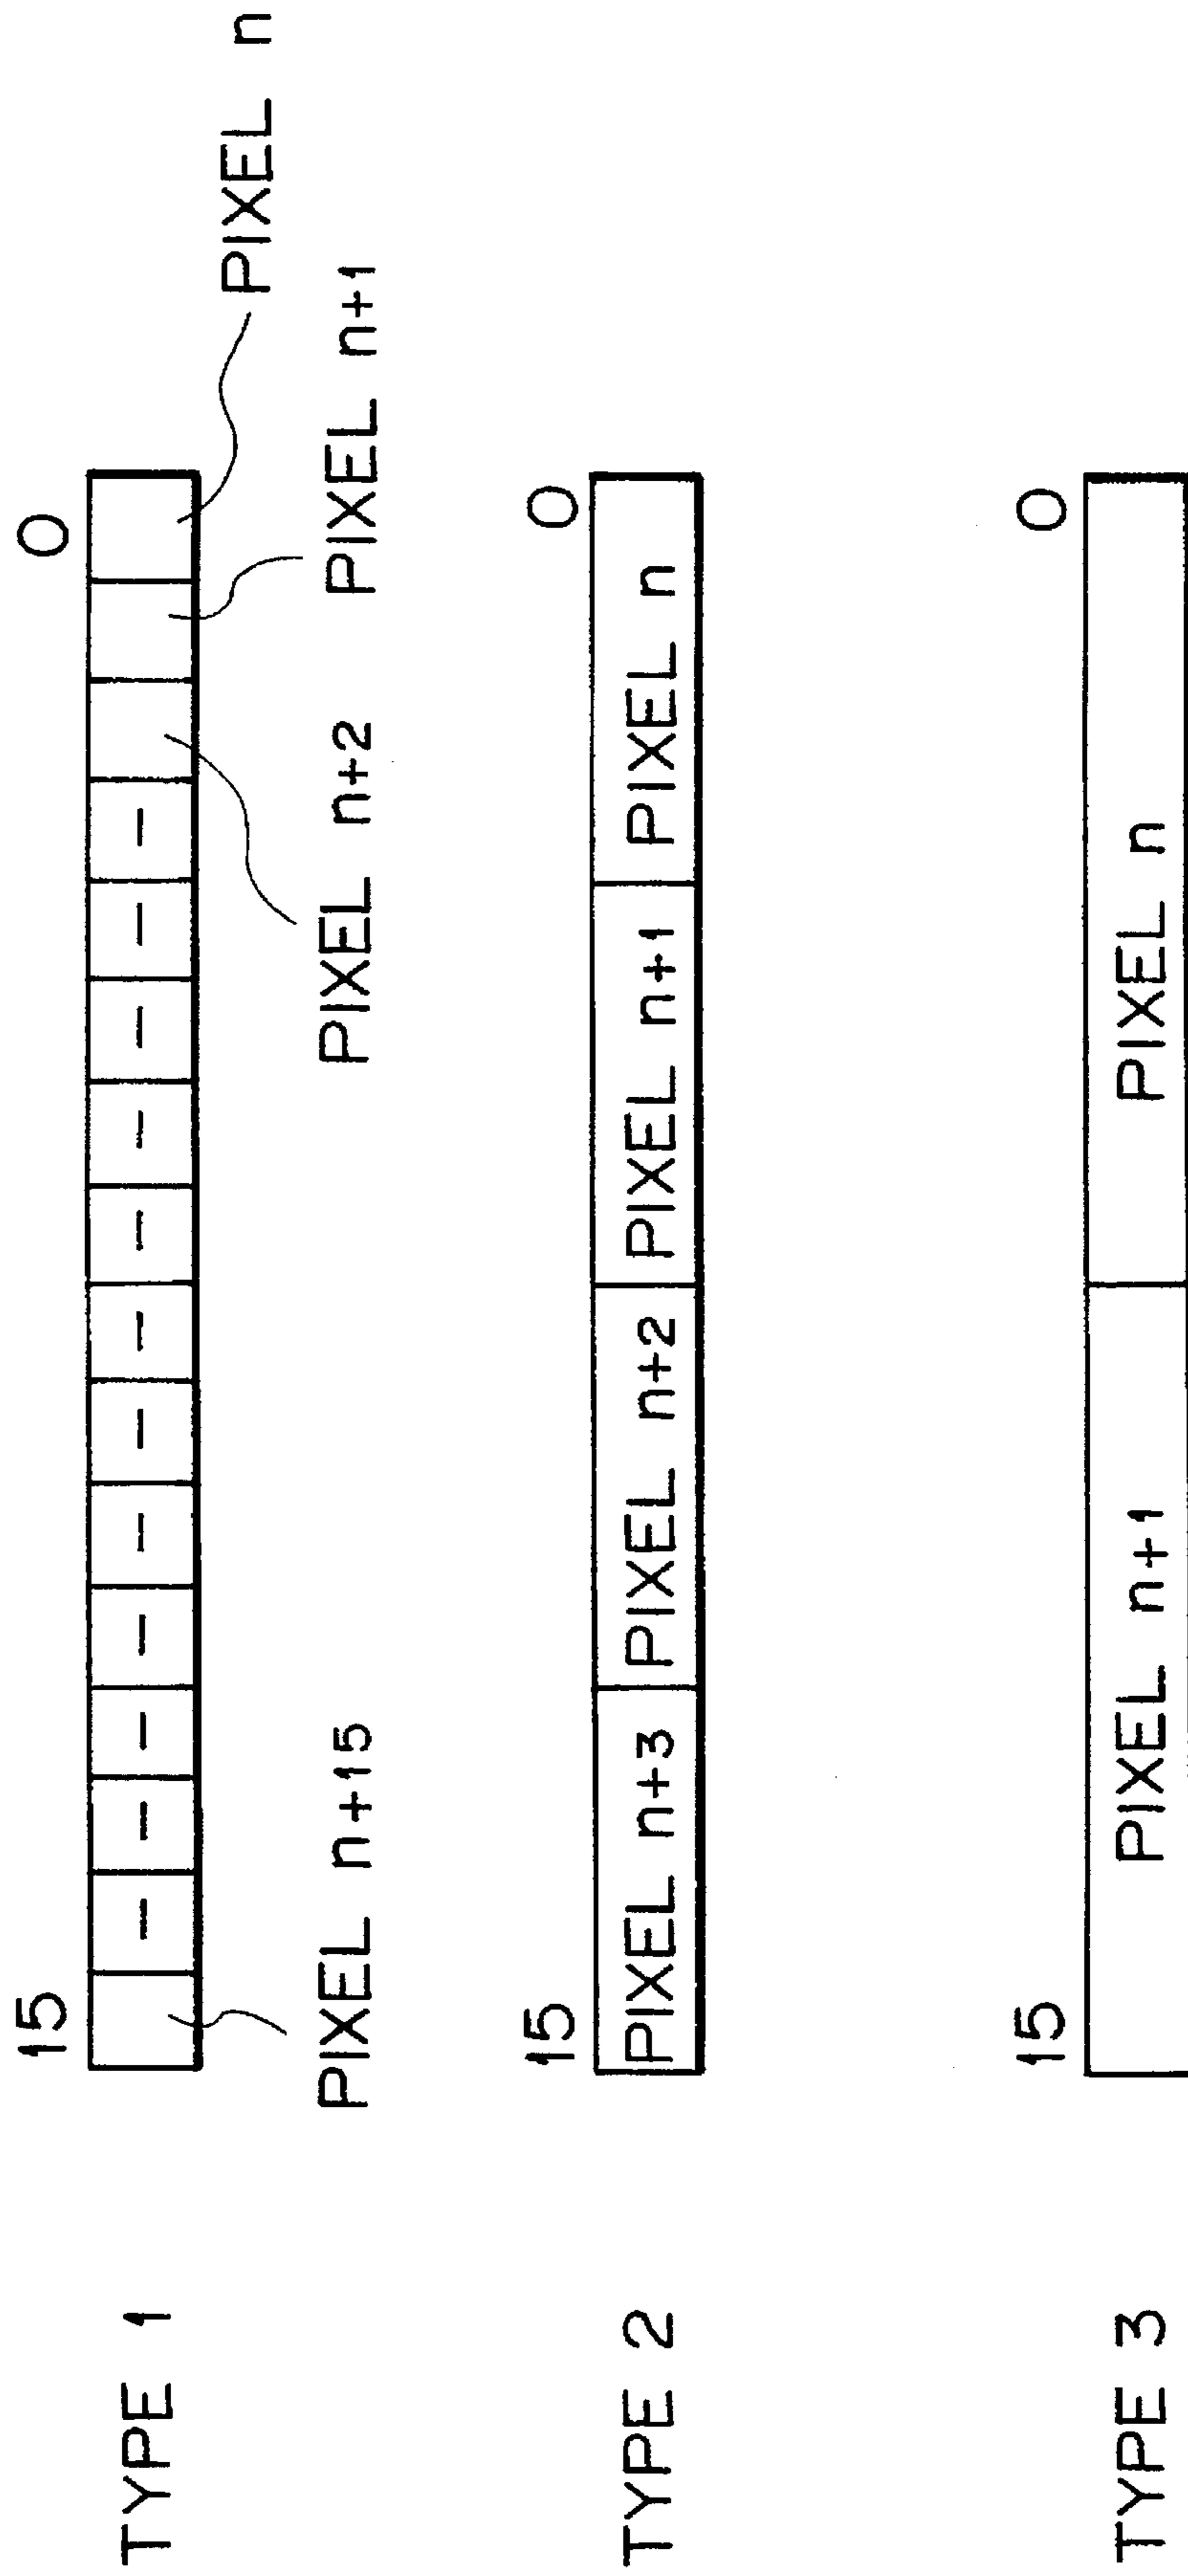 TYPE 1
15
0
PIXEL n+15
PIXEL n+2
PIXEL n+1
PIXEL n
TYPE 2
15
0
PIXEL n+3
PIXEL n+2
PIXEL n+1
PIXEL n
TYPE 3
15
0
PIXEL n+1
PIXEL n